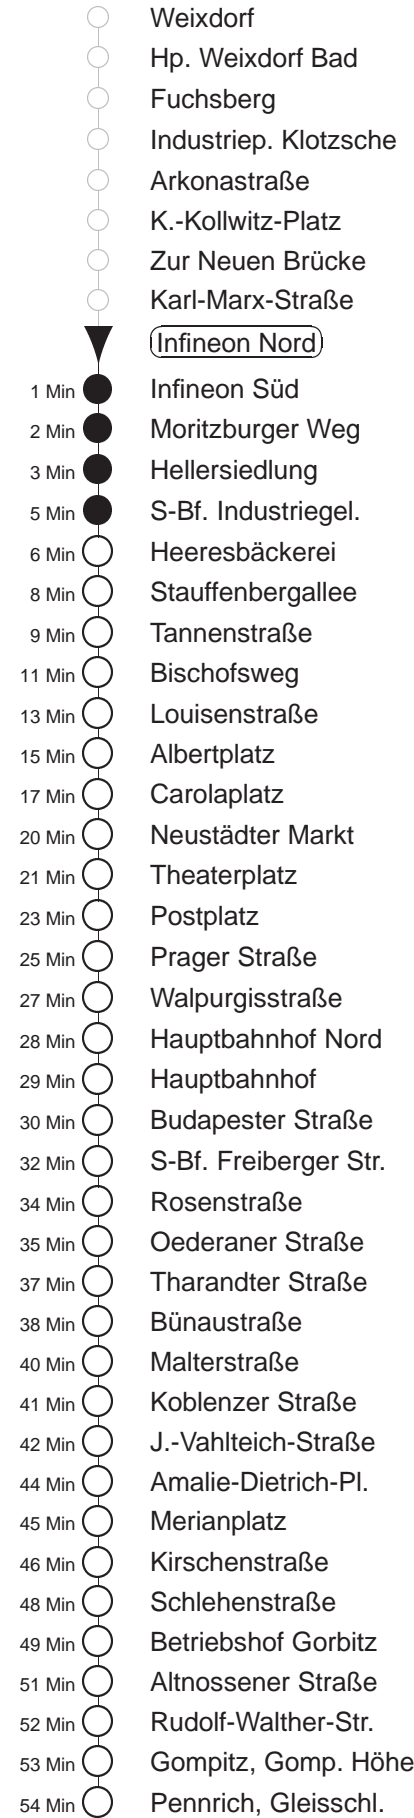 Weixdorf
Hp. Weixdorf Bad
Fuchsberg
Industriep. Klotzsche
Arkonastraße
K.-Kollwitz-Platz
Zur Neuen Brücke
Karl-Marx-Straße
Infineon Nord
1 Min Infineon Süd
2 Min Moritzburger Weg
3 Min Hellersiedlung
5 Min S-Bf. Industriegel.
6 Min Heeresbäckerei
8 Min Stauffenbergallee
9 Min Tannenstraße
11 Min Bischofsweg
13 Min Louisenstraße
15 Min Albertplatz
17 Min Carolaplatz
20 Min Neustädter Markt
21 Min Theaterplatz
23 Min Postplatz
25 Min Prager Straße
27 Min Walpurgisstraße
28 Min Hauptbahnhof Nord
29 Min Hauptbahnhof
30 Min Budapester Straße
32 Min S-Bf. Freiberger Str.
34 Min Rosenstraße
35 Min Oederaner Straße
37 Min Tharandter Straße
38 Min Bünaustraße
40 Min Malterstraße
41 Min Koblenzer Straße
42 Min J.-Vahlteich-Straße
44 Min Amalie-Dietrich-Pl.
45 Min Merianplatz
46 Min Kirschenstraße
48 Min Schlehenstraße
49 Min Betriebshof Gorbitz
51 Min Altnossener Straße
52 Min Rudolf-Walther-Str.
53 Min Gompitz, Gomp. Höhe
54 Min Pennrich, Gleisschl.